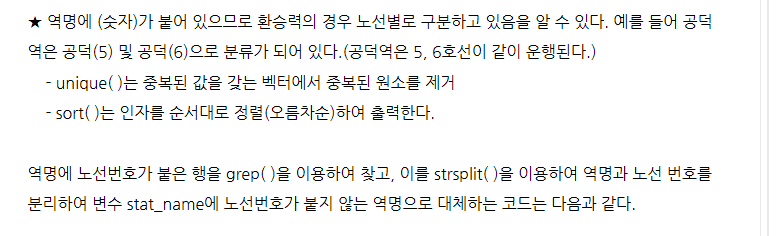 ★ 역명에 (숫자)가 붙어 있으므로 환승력의 경우 노선별로 구분하고 있음을 알 수 있다. 예를 들어 공덕
역은 공덕(5) 및 공덕(6)으로 분류가 되어 있다.(공덕역은 5, 6호선이 같이 운행된다.)
- unique( )는 중복된 값을 갖는 벡터에서 중복된 원소를 제거
- sort( )는 인자를 순서대로 정렬(오름차순)하여 출력한다.
역명에 노선번호가 붙은 행을 grep( )을 이용하여 찾고, 이를 strsplit( )을 이용하여 역명과 노선 번호를
분리하여 변수 stat_name에 노선번호가 붙지 않는 역명으로 대체하는 코드는 다음과 같다.